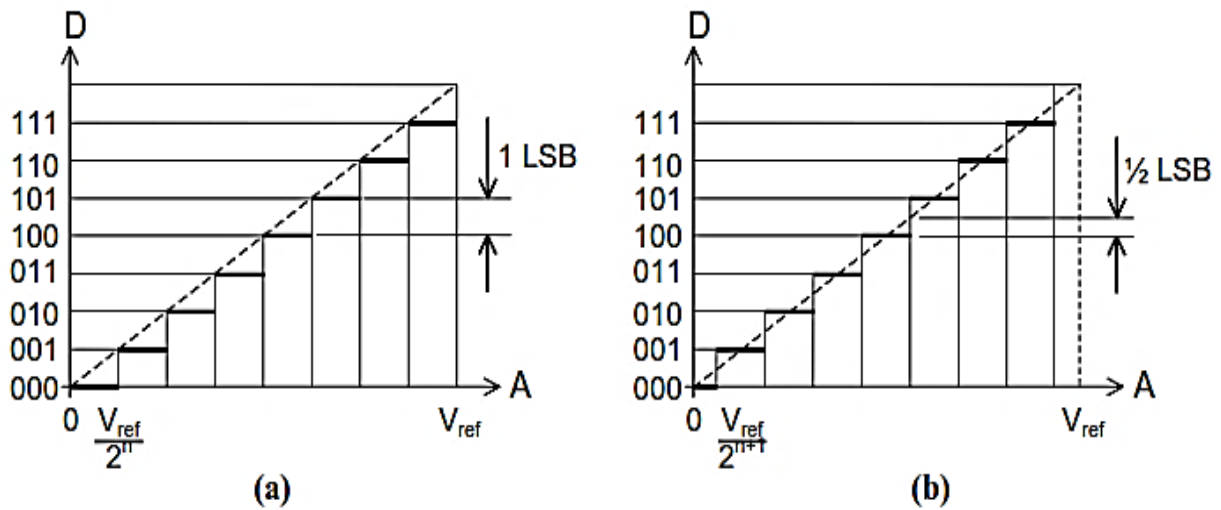 D
111
110
101
100
011
010
001
000
1 LSB
A
0
V_ref
2^n
V_ref
(a)
D
111
110
101
100
011
010
001
000
½ LSB
A
0
V_ref
2^n+1
V_ref
(b)